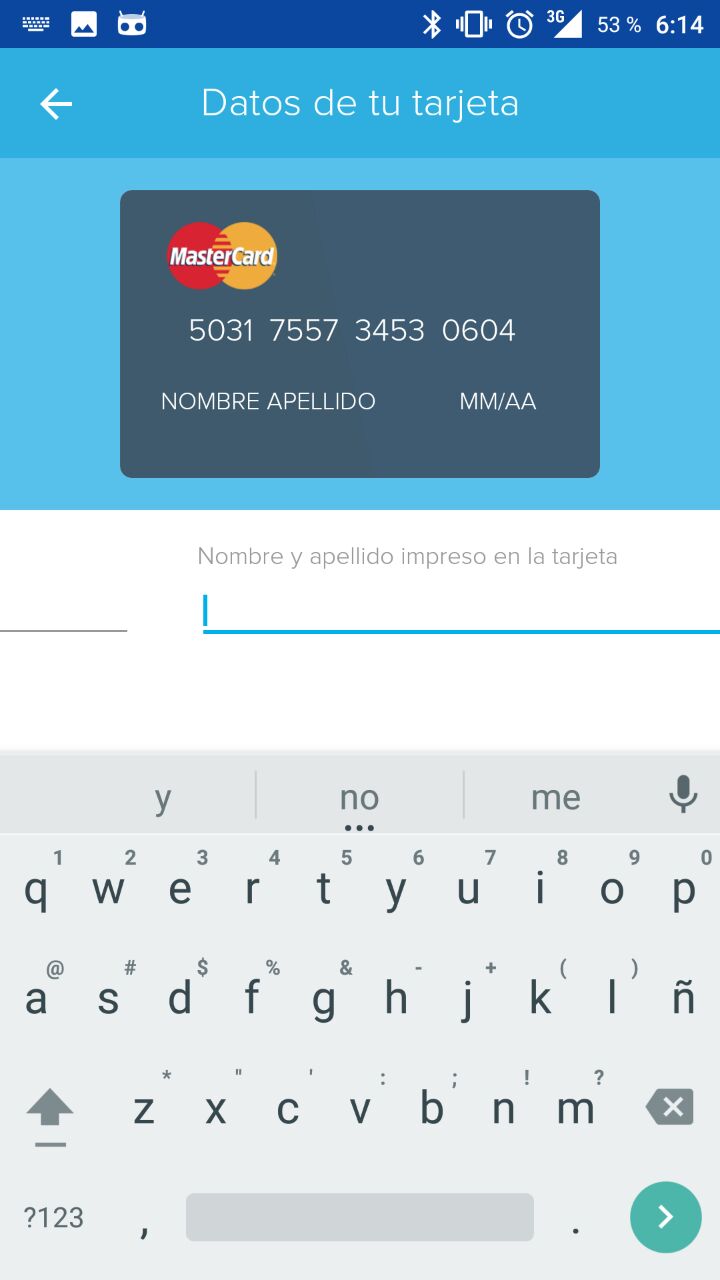 3G 53 % 6:14
Datos de tu tarjeta
MasterCard
5031 7557 3453 0604
NOMBRE APELLIDO MM/AA
Nombre y apellido impreso en la tarjeta
y no me
1 2 3 4 5 6 7 8 9 0
q w e r t y u i o p
@ # $ % & - + ( )
a s d f g h j k l ñ
* " ' : ; ! ?
z x c v b n m
?123 , .